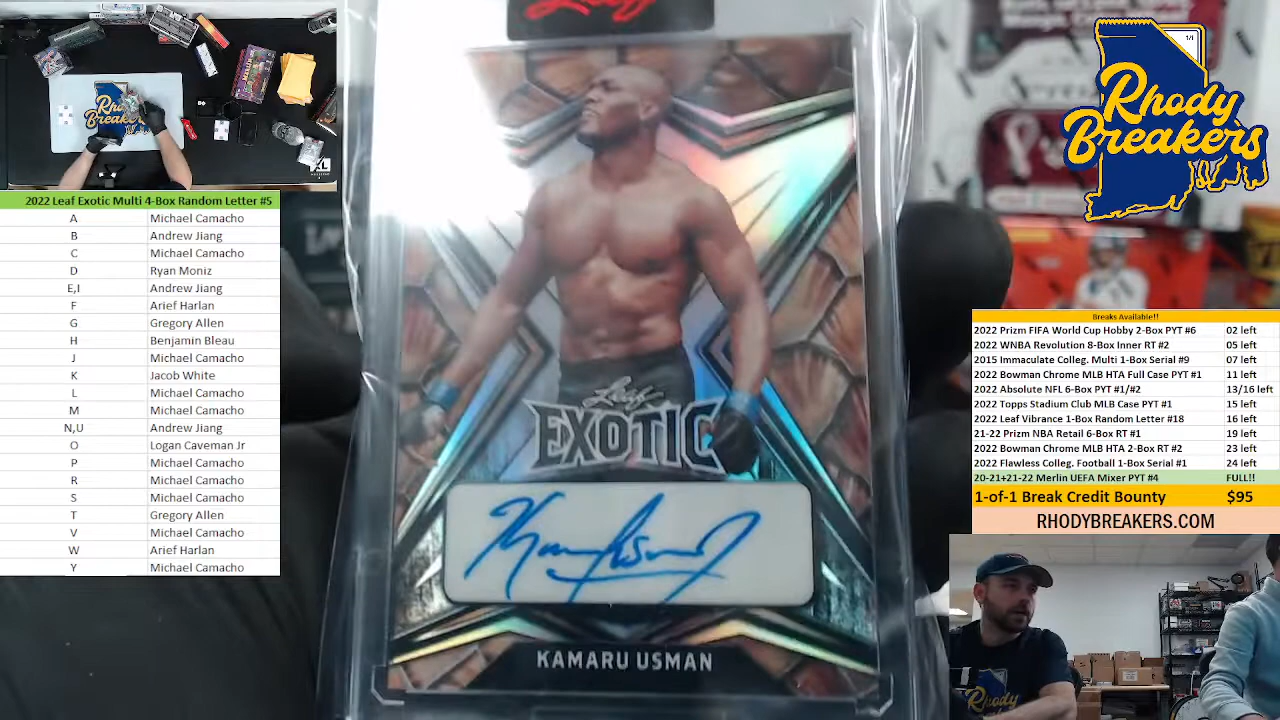 Leaf
Leaf
EXOTIC
KAMARU USMAN
Rhody
Breakers
2022 Leaf Exotic Multi 4-Box Random Letter #5
A Michael Camacho
B Andrew Jiang
C Michael Camacho
D Ryan Moniz
E,I Andrew Jiang
F Arief Harlan
G Gregory Allen
H Benjamin Bleau
J Michael Camacho
K Jacob White
L Michael Camacho
M Michael Camacho
N,U Andrew Jiang
O Logan Caveman Jr
P Michael Camacho
R Michael Camacho
S Michael Camacho
T Gregory Allen
V Michael Camacho
W Arief Harlan
Y Michael Camacho
1/1
Rhody
Breakers
Breaks Available!!
2022 Prizm FIFA World Cup Hobby 2-Box PYT #6 02 left
2022 WNBA Revolution 8-Box Inner RT #2 05 left
2015 Immaculate Colleg. Multi 1-Box Serial #9 07 left
2022 Bowman Chrome MLB HTA Full Case PYT #1 11 left
2022 Absolute NFL 6-Box PYT #1/#2 13/16 left
2022 Topps Stadium Club MLB Case PYT #1 15 left
2022 Leaf Vibrance 1-Box Random Letter #18 16 left
21-22 Prizm NBA Retail 6-Box RT #1 19 left
2022 Bowman Chrome MLB HTA 2-Box RT #2 23 left
2022 Flawless Colleg. Football 1-Box Serial #1 24 left
20-21+21-22 Merlin UEFA Mixer PYT #4 FULL!!
1-of-1 Break Credit Bounty $95
RHODYBREAKERS.COM
Rhody
Breakers